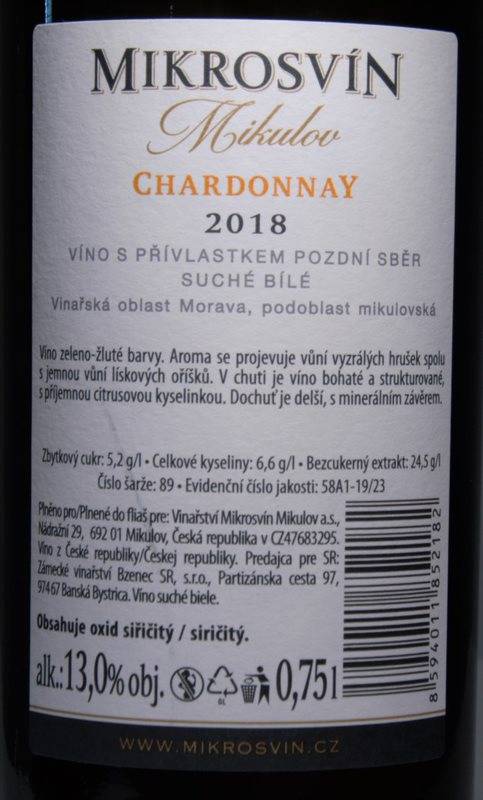 MIKROSVÍN
Mikulov
CHARDONNAY
2018
VÍNO S PŘÍVLASTKEM POZDNÍ SBĚR
SUCHÉ BÍLÉ
Vinařská oblast Morava, podoblast mikulovská
Víno zeleno-žluté barvy. Aroma se projevuje vůní vyzrálých hrušek spolu
s jemnou vůní lískových oříšků. V chuti je víno bohaté a strukturované,
s příjemnou citrusovou kyselinkou. Dochuť je delší, s minerálním závěrem.
Zbytkový cukr: 5,2 g/l • Celkové kyseliny: 6,6 g/l • Bezcukerný extrakt: 24,5 g/l
Číslo šarže: 89 • Evidenční číslo jakosti: 58A1-19/23
Plněno pro/Plnené do fliaš pre: Vinařství Mikrosvín Mikulov a.s.,
Nádražní 29, 692 01 Mikulov, Česká republika v CZ47683295.
Víno z České republiky/Českej republiky. Predajca pre SR:
Zámecké vinařství Bzenec SR, s.r.o., Partizánska cesta 97,
974 67 Banská Bystrica. Víno suché biele.
Obsahuje oxid siřičitý / siričitý.
alk.: 13,0% obj. GL 0,75 l
8 594011 852182
WWW.MIKROSVIN.CZ